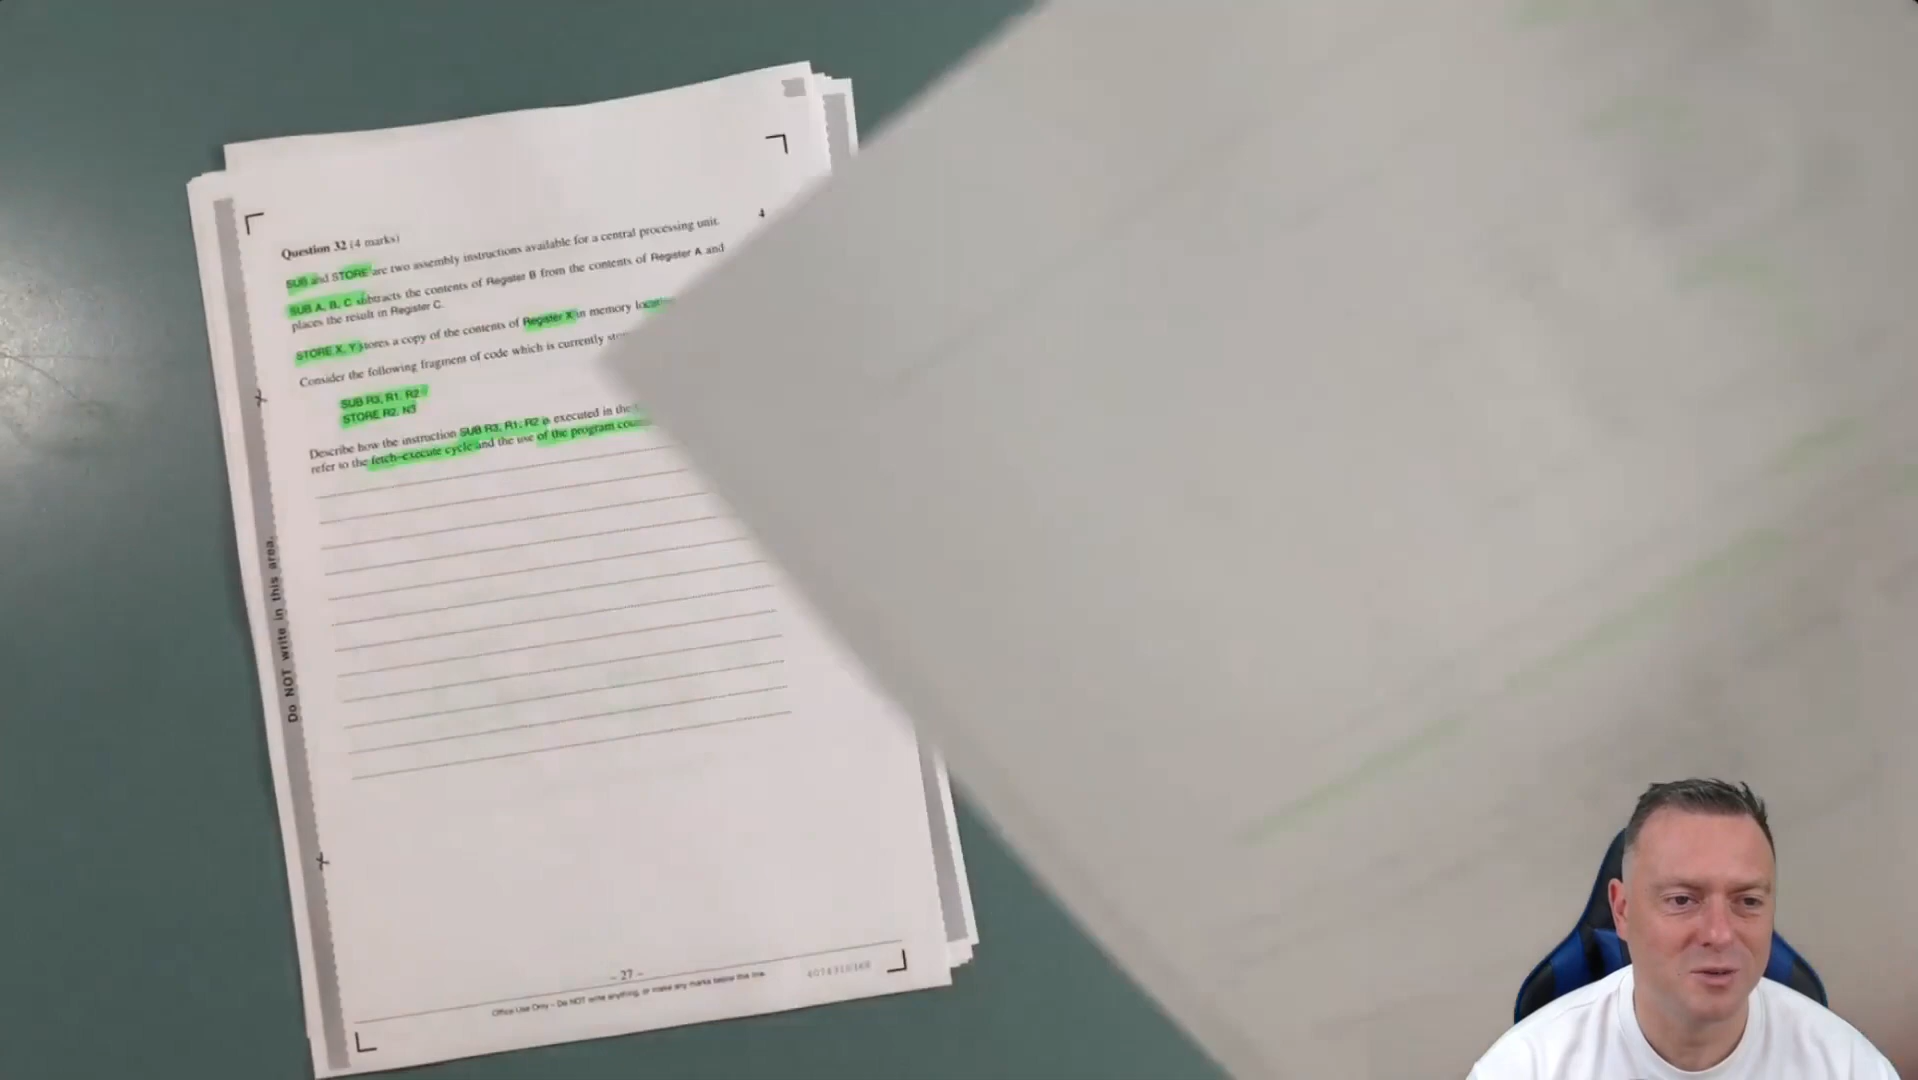 Question 32 (4 marks)
4
SUB and STORE are two assembly instructions available for a central processing unit.
SUB A, B, C subtracts the contents of Register B from the contents of Register A and
places the result in Register C.
STORE X, Y stores a copy of the contents of Register X in memory
Consider the following fragment of code which is currently
SUB R3, R1, R2
STORE R2, N3
Describe how the instruction SUB R3, R1, R2 is executed in the
refer to the fetch–execute cycle and the use of the program
Do NOT write in this area.
– 27 –
Office Use Only – Do NOT write anything, or make any marks below this line.